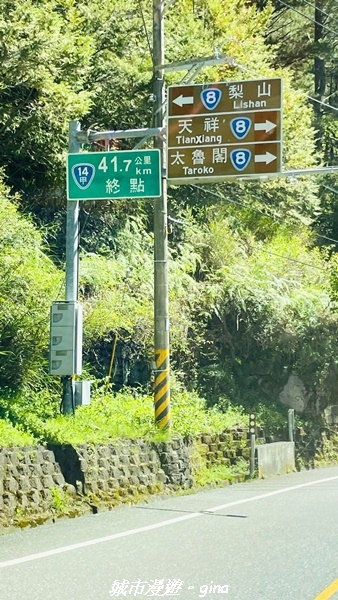 8 梨山
Lishan
天祥 8
TianXiang
太魯閣 8
Taroko
14甲 41.7公里
km
終點
城市漫遊 - gina